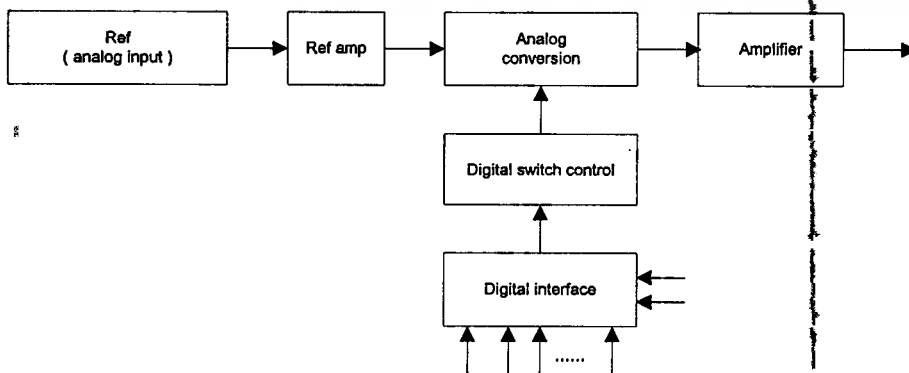 Ref
( analog input )
Ref amp
Analog
conversion
Amplifier
Digital switch control
Digital interface
......